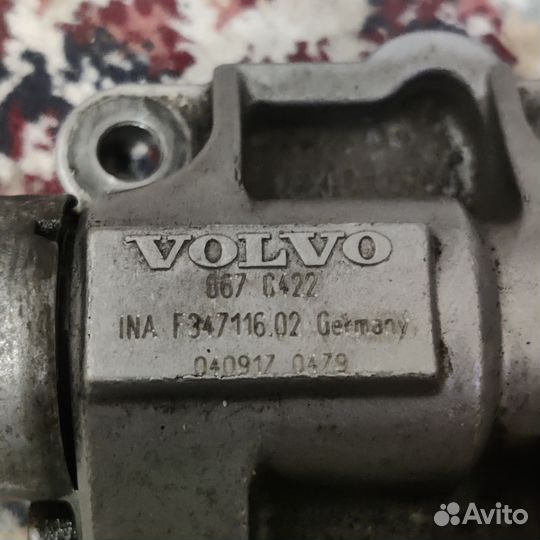 VOLVO
867 C422
INA F347116.02 Germany
040917 0479
Avito